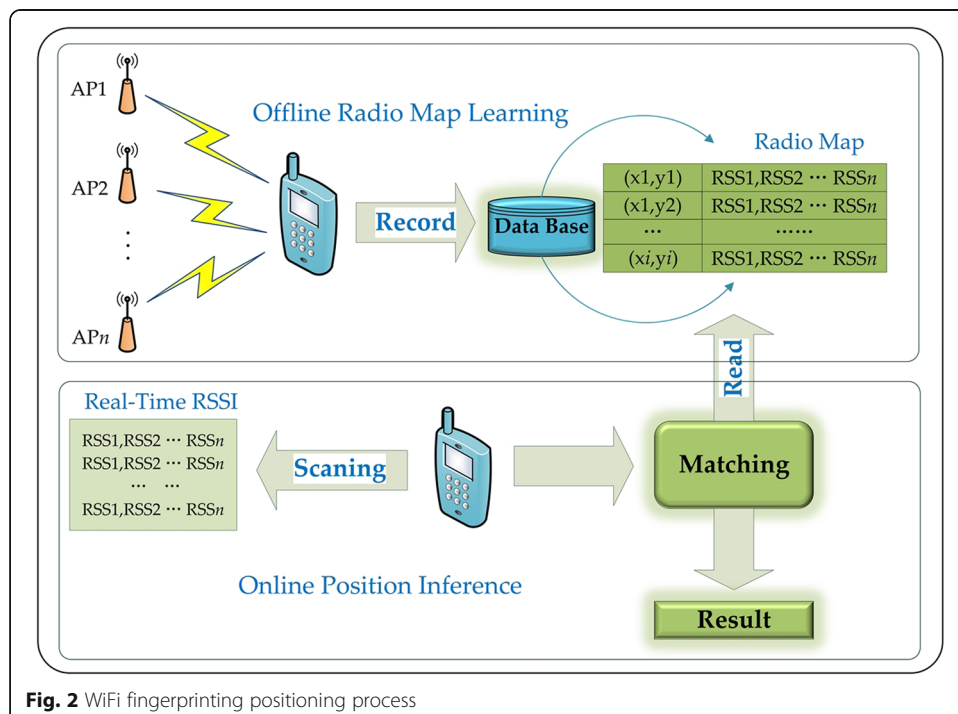 AP1
AP2
⋮
APn
Offline Radio Map Learning
Record
Data Base
Radio Map
(x1,y1) RSS1,RSS2 ··· RSSn
(x1,y2) RSS1,RSS2 ··· RSSn
... ......
(xi,yi) RSS1,RSS2 ··· RSSn
Read
Real-Time RSSI
RSS1,RSS2 ··· RSSn
RSS1,RSS2 ··· RSSn
... ...
RSS1,RSS2 ··· RSSn
Scaning
Matching
Online Position Inference
Result
Fig. 2 WiFi fingerprinting positioning process